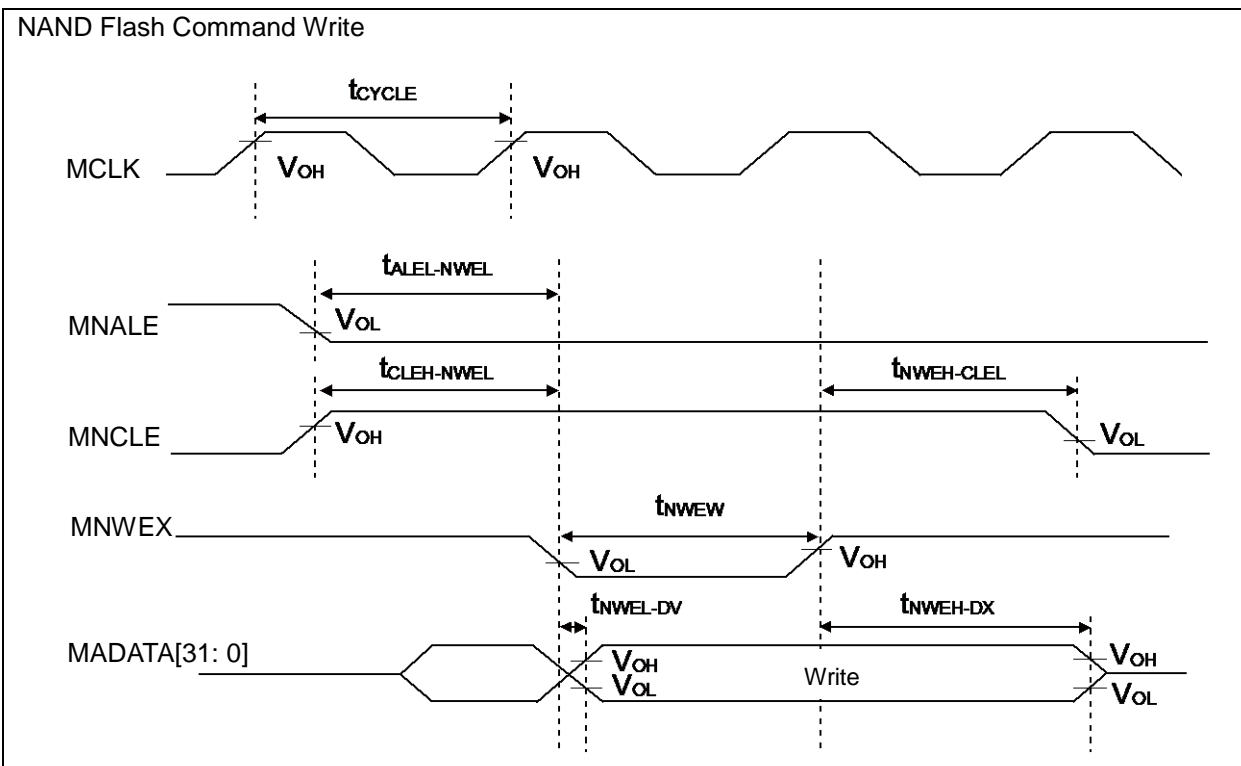 NAND Flash Command Write
tCYCLE
MCLK VOH VOH
tALEL-NWEL
MNALE VOL
tCLEH-NWEL tNWEH-CLEL
MNCLE VOH VOL
MNWEX tNWEW
VOL VOH
tNWEL-DV tNWEH-DX
MADATA[31: 0] VOH Write VOH
VOL VOL